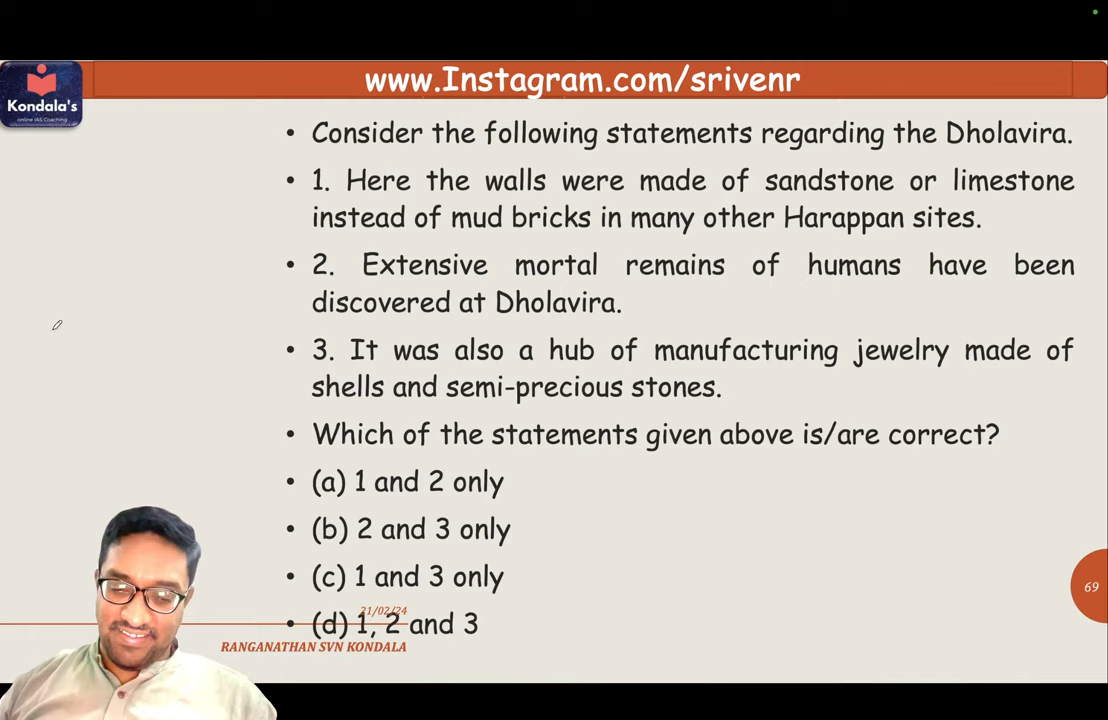 www.Instagram.com/srivenr
Kondala's
online IAS Coaching
• Consider the following statements regarding the Dholavira.
• 1. Here the walls were made of sandstone or limestone
instead of mud bricks in many other Harappan sites.
• 2. Extensive mortal remains of humans have been
discovered at Dholavira.
• 3. It was also a hub of manufacturing jewelry made of
shells and semi-precious stones.
• Which of the statements given above is/are correct?
• (a) 1 and 2 only
• (b) 2 and 3 only
• (c) 1 and 3 only
69
21/02/24
• (d) 1, 2 and 3
RANGANATHAN SVN KONDALA